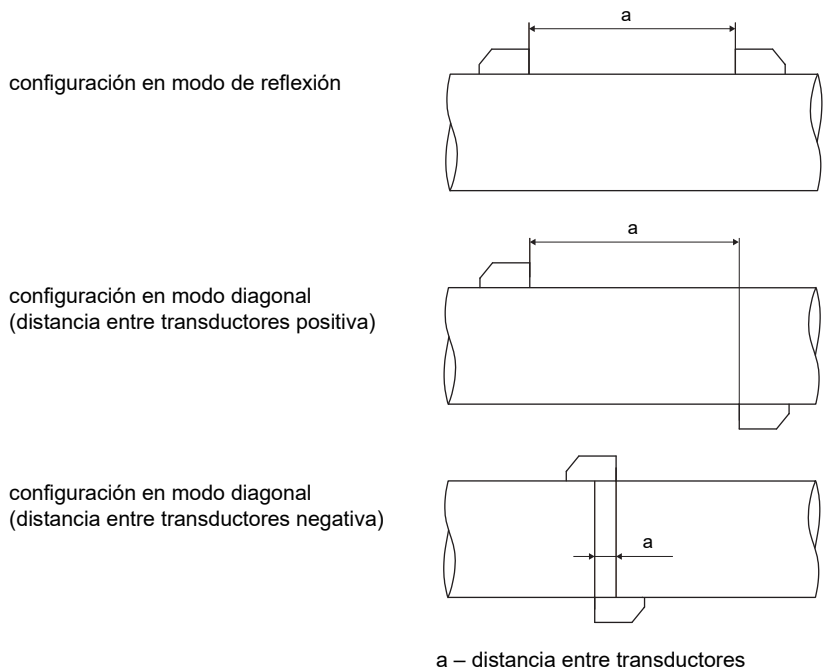 a
configuración en modo de reflexión
a
configuración en modo diagonal
(distancia entre transductores positiva)
configuración en modo diagonal
(distancia entre transductores negativa)
a
a – distancia entre transductores